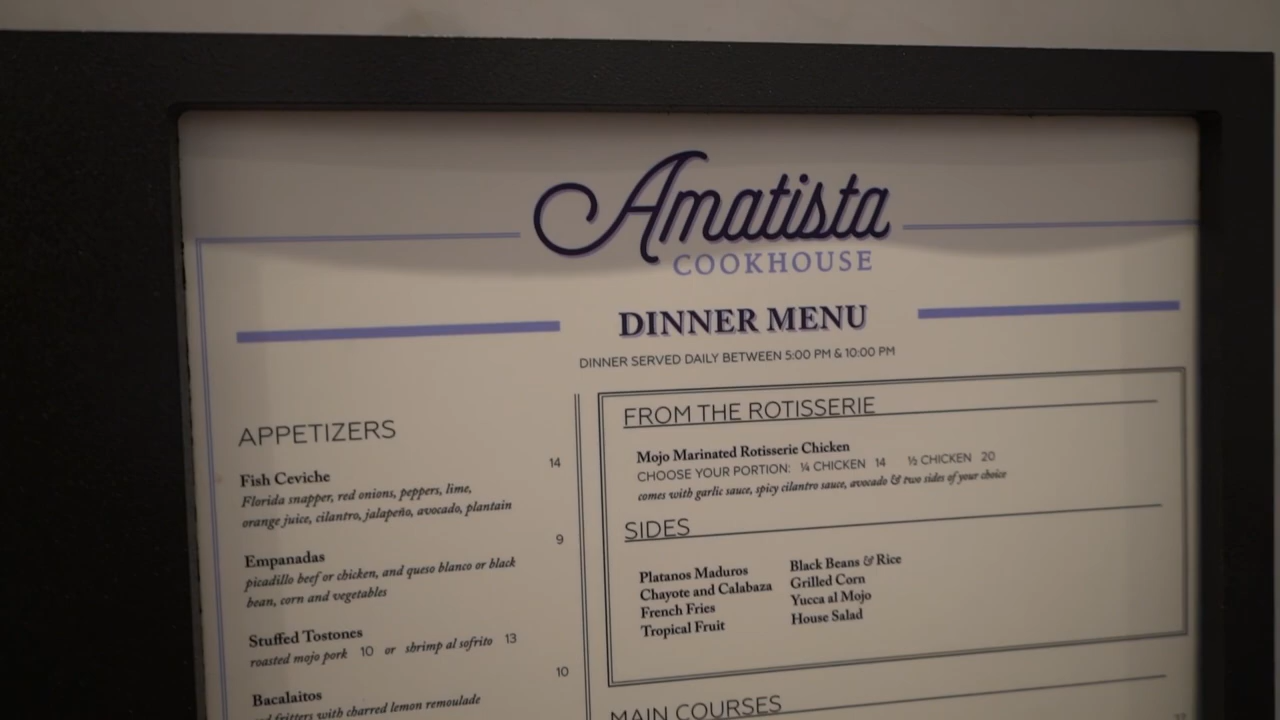 Amatista
COOKHOUSE
DINNER MENU
DINNER SERVED DAILY BETWEEN 5:00 PM & 10:00 PM
APPETIZERS
Fish Ceviche 14
Florida snapper, red onions, peppers, lime,
orange juice, cilantro, jalapeño, avocado, plantain
Empanadas 9
picadillo beef or chicken, and queso blanco or black
bean, corn and vegetables
Stuffed Tostones
roasted mojo pork 10 or shrimp al sofrito 13
Bacalaitos 10
fritters with charred lemon remoulade
FROM THE ROTISSERIE
Mojo Marinated Rotisserie Chicken
CHOOSE YOUR PORTION: ¼ CHICKEN 14 ½ CHICKEN 20
comes with garlic sauce, spicy cilantro sauce, avocado & two sides of your choice
SIDES
Platanos Maduros
Chayote and Calabaza
French Fries
Tropical Fruit
Black Beans & Rice
Grilled Corn
Yucca al Mojo
House Salad
MAIN COURSES